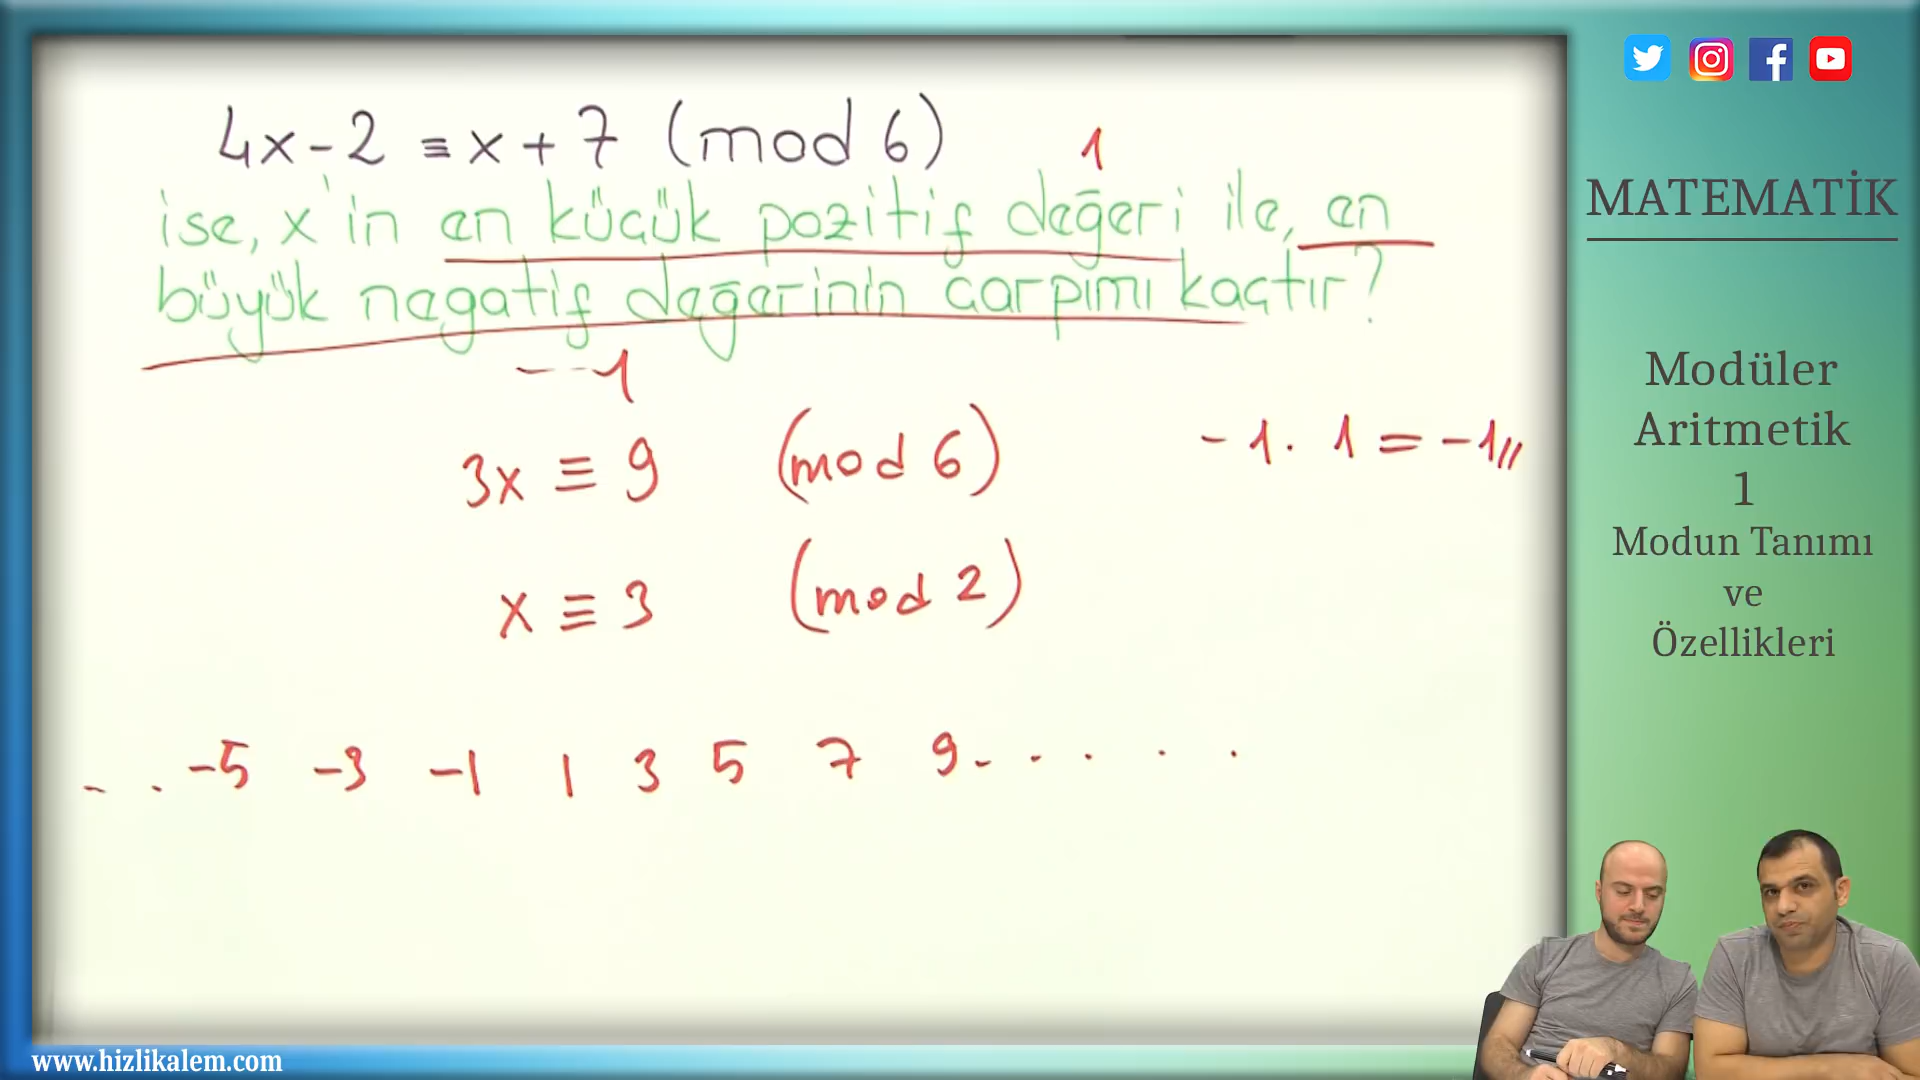 4x-2 ≡ x+7 (mod 6)
1
ise, x'in en küçük pozitif değeri ile, en
büyük negatif değerinin çarpımı kaçtır?
-1
3x ≡ 9 (mod 6)
-1 . 1 = -1//
x ≡ 3 (mod 2)
. . -5 -3 -1 1 3 5 7 9 . . . . .
MATEMATİK
Modüler
Aritmetik
1
Modun Tanımı
ve
Özellikleri
www.hizlikalem.com